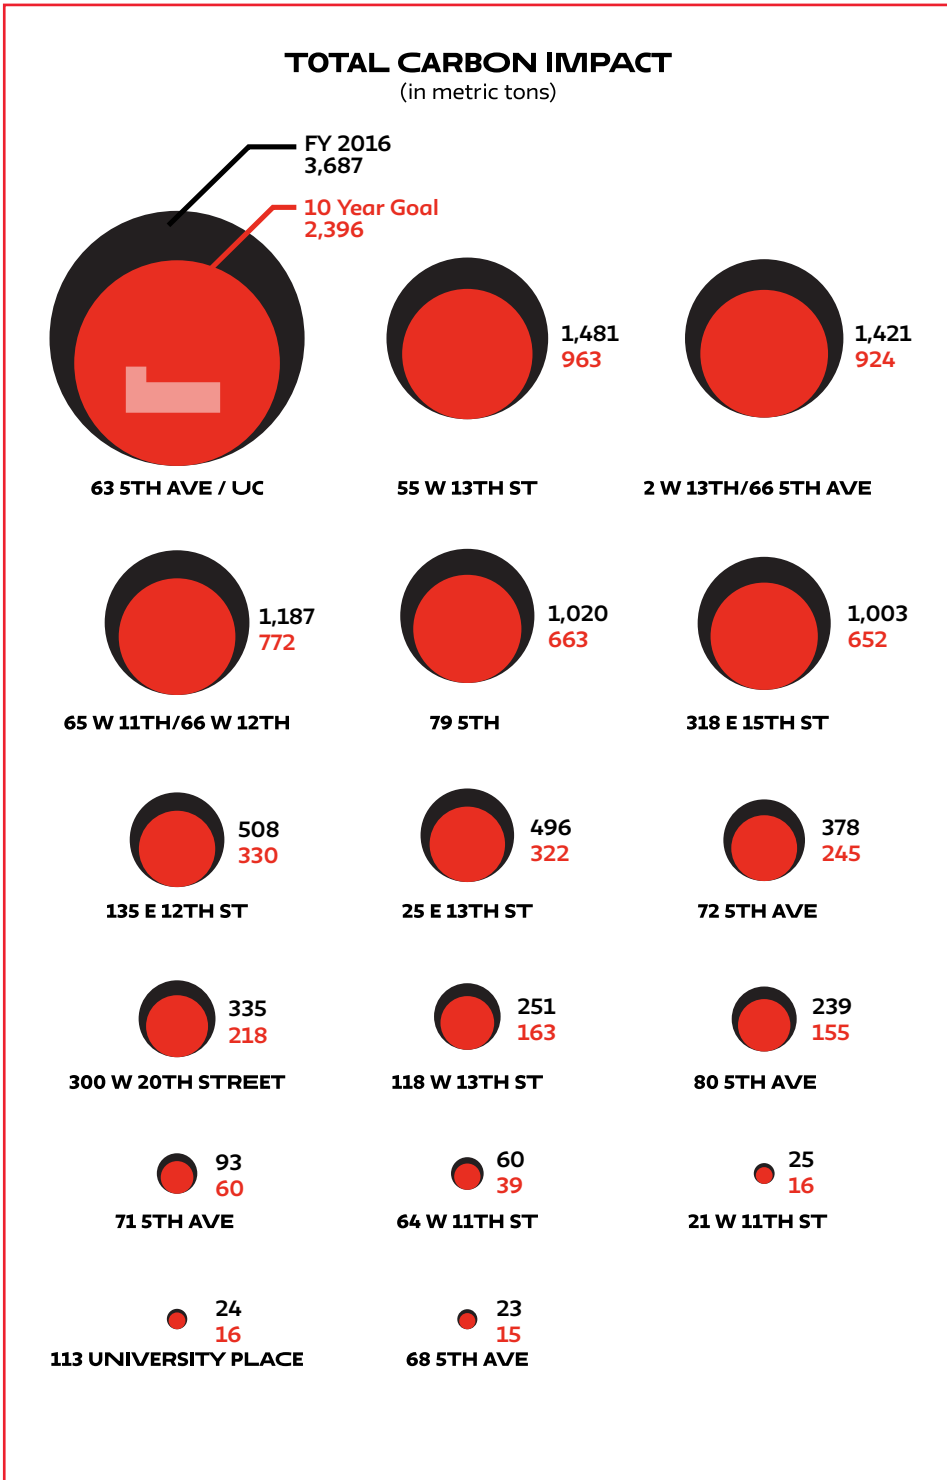 TOTAL CARBON IMPACT
(in metric tons)
FY 2016
3,687
10 Year Goal
2,396
63 5TH AVE / UC
1,481
963
55 W 13TH ST
1,421
924
2 W 13TH/66 5TH AVE
1,187
772
65 W 11TH/66 W 12TH
1,020
663
79 5TH
1,003
652
318 E 15TH ST
508
330
135 E 12TH ST
496
322
25 E 13TH ST
378
245
72 5TH AVE
335
218
300 W 20TH STREET
251
163
118 W 13TH ST
239
155
80 5TH AVE
93
60
71 5TH AVE
60
39
64 W 11TH ST
25
16
21 W 11TH ST
24
16
113 UNIVERSITY PLACE
23
15
68 5TH AVE